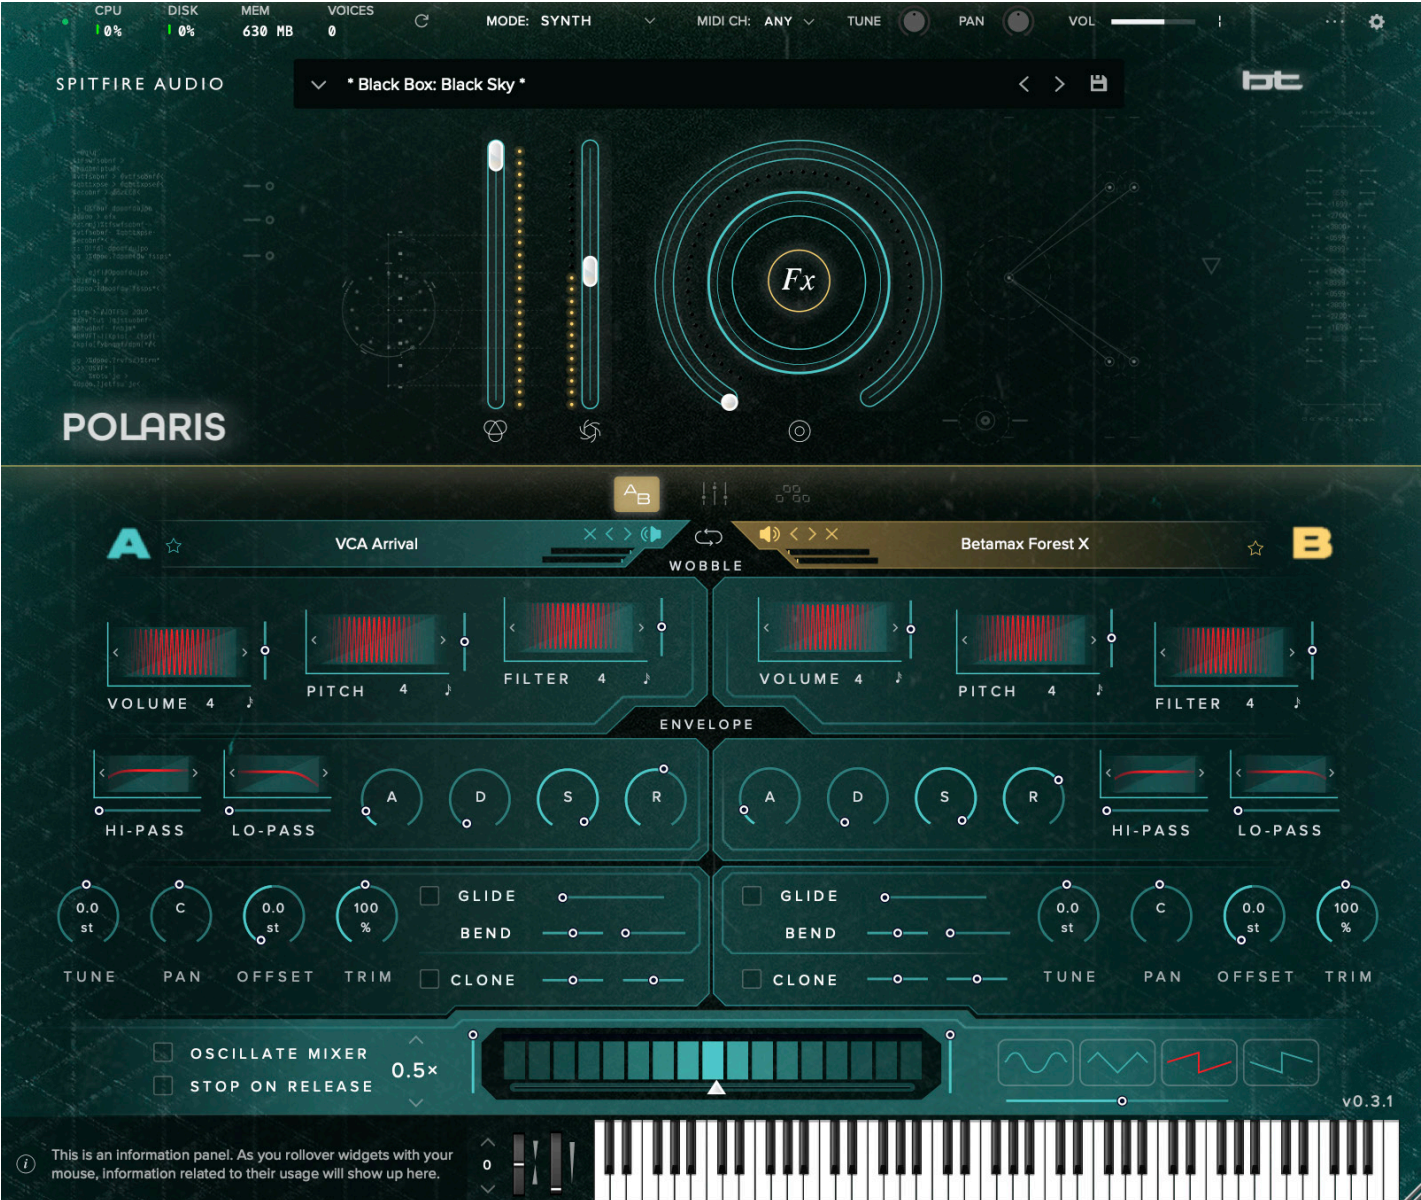 CPU DISK MEM VOICES
0% 0% 630 MB 0
MODE: SYNTH MIDI CH: ANY TUNE PAN VOL
SPITFIRE AUDIO
* Black Box: Black Sky *
bt
Fx
POLARIS
A B
A VCA Arrival Betamax Forest X B
WOBBLE
VOLUME 4 PITCH 4 FILTER 4 VOLUME 4 PITCH 4 FILTER 4
ENVELOPE
A D S R A D S R
HI-PASS LO-PASS HI-PASS LO-PASS
GLIDE GLIDE
0.0 st C 0.0 st 100 % 0.0 st C 0.0 st 100 %
BEND BEND
TUNE PAN OFFSET TRIM CLONE CLONE TUNE PAN OFFSET TRIM
OSCILLATE MIXER
0.5×
STOP ON RELEASE
v0.3.1
This is an information panel. As you rollover widgets with your
mouse, information related to their usage will show up here.
0